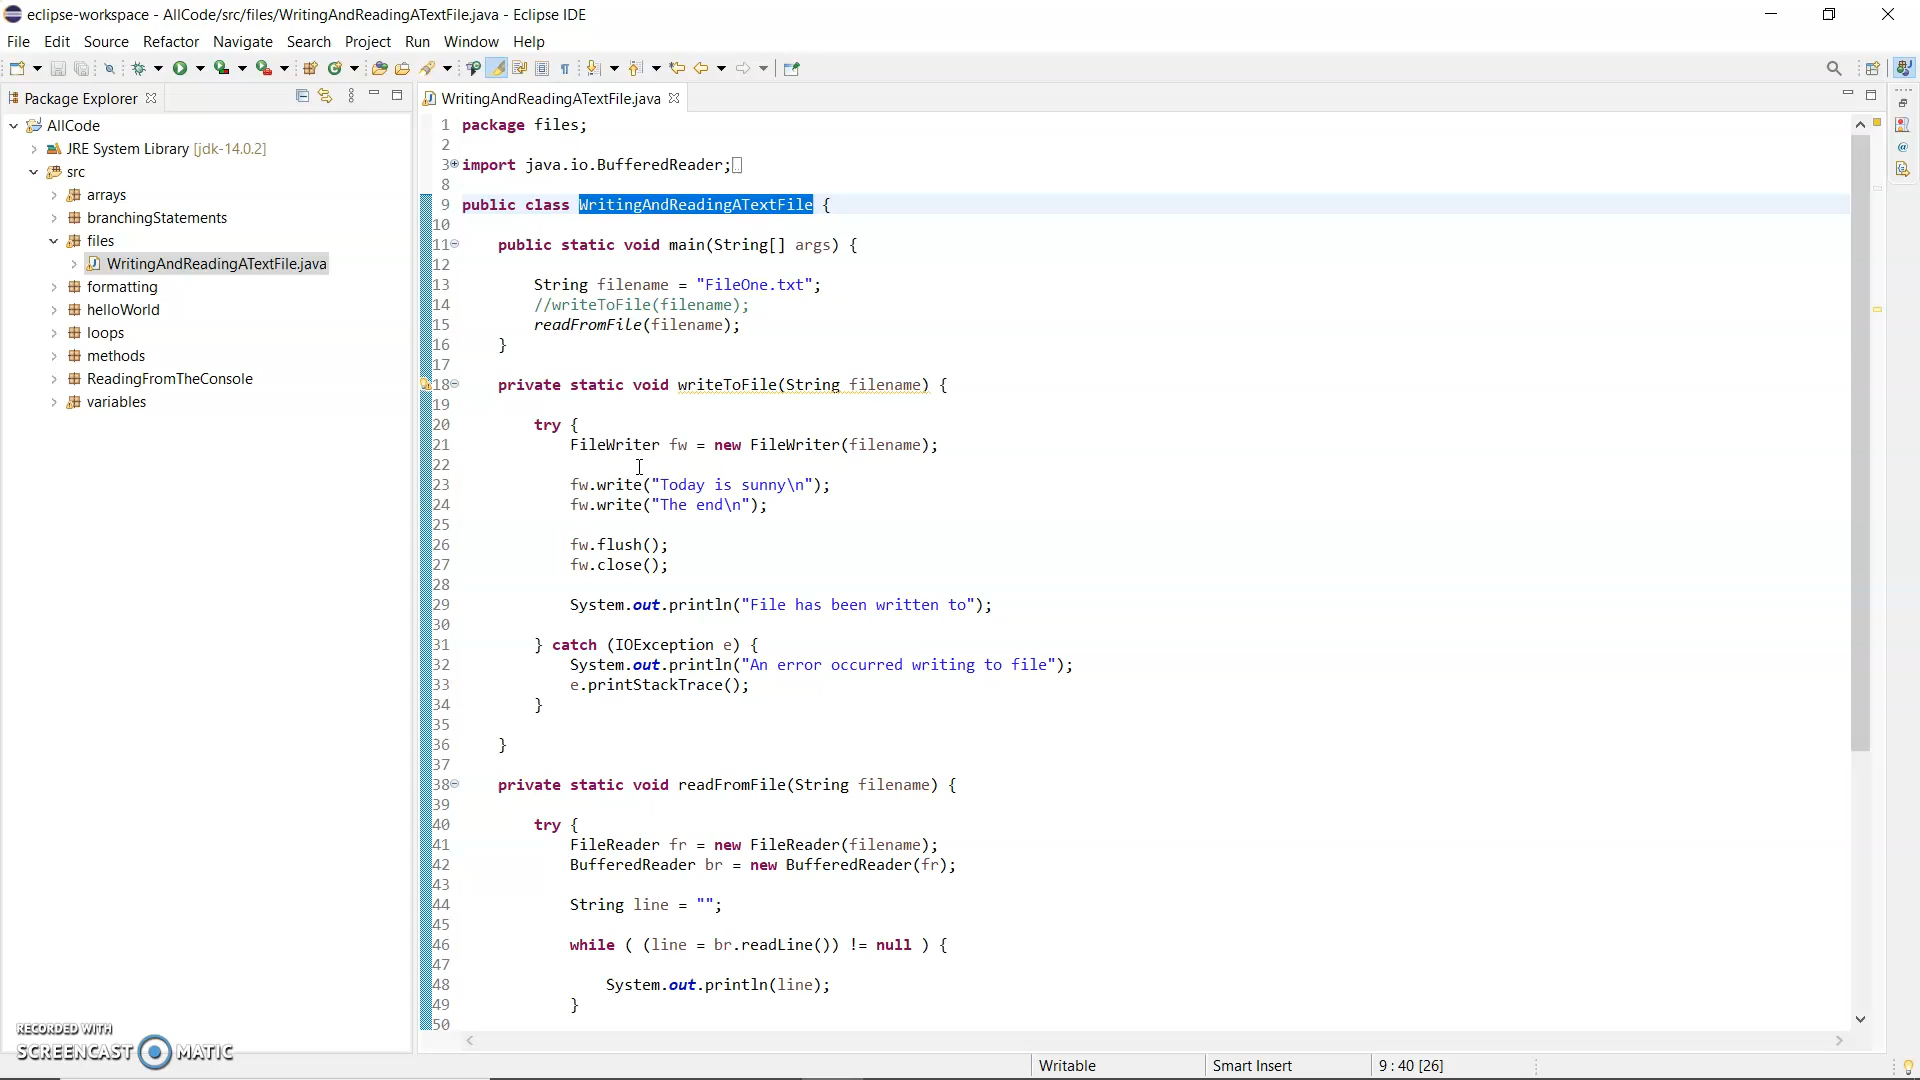 eclipse-workspace - AllCode/src/files/WritingAndReadingATextFile.java - Eclipse IDE
File Edit Source Refactor Navigate Search Project Run Window Help
Package Explorer
AllCode
JRE System Library [jdk-14.0.2]
src
arrays
branchingStatements
files
WritingAndReadingATextFile.java
formatting
helloWorld
loops
methods
ReadingFromTheConsole
variables
WritingAndReadingATextFile.java
1 package files;
2
3 import java.io.BufferedReader;
8
9 public class WritingAndReadingATextFile {
10
11 public static void main(String[] args) {
12
13 String filename = "FileOne.txt";
14 //writeToFile(filename);
15 readFromFile(filename);
16 }
17
18 private static void writeToFile(String filename) {
19
20 try {
21 FileWriter fw = new FileWriter(filename);
22
23 fw.write("Today is sunny\n");
24 fw.write("The end\n");
25
26 fw.flush();
27 fw.close();
28
29 System.out.println("File has been written to");
30
31 } catch (IOException e) {
32 System.out.println("An error occurred writing to file");
33 e.printStackTrace();
34 }
35
36 }
37
38 private static void readFromFile(String filename) {
39
40 try {
41 FileReader fr = new FileReader(filename);
42 BufferedReader br = new BufferedReader(fr);
43
44 String line = "";
45
46 while ( (line = br.readLine()) != null ) {
47
48 System.out.println(line);
49 }
50
RECORDED WITH
SCREENCAST MATIC
Writable Smart Insert 9 : 40 [26]